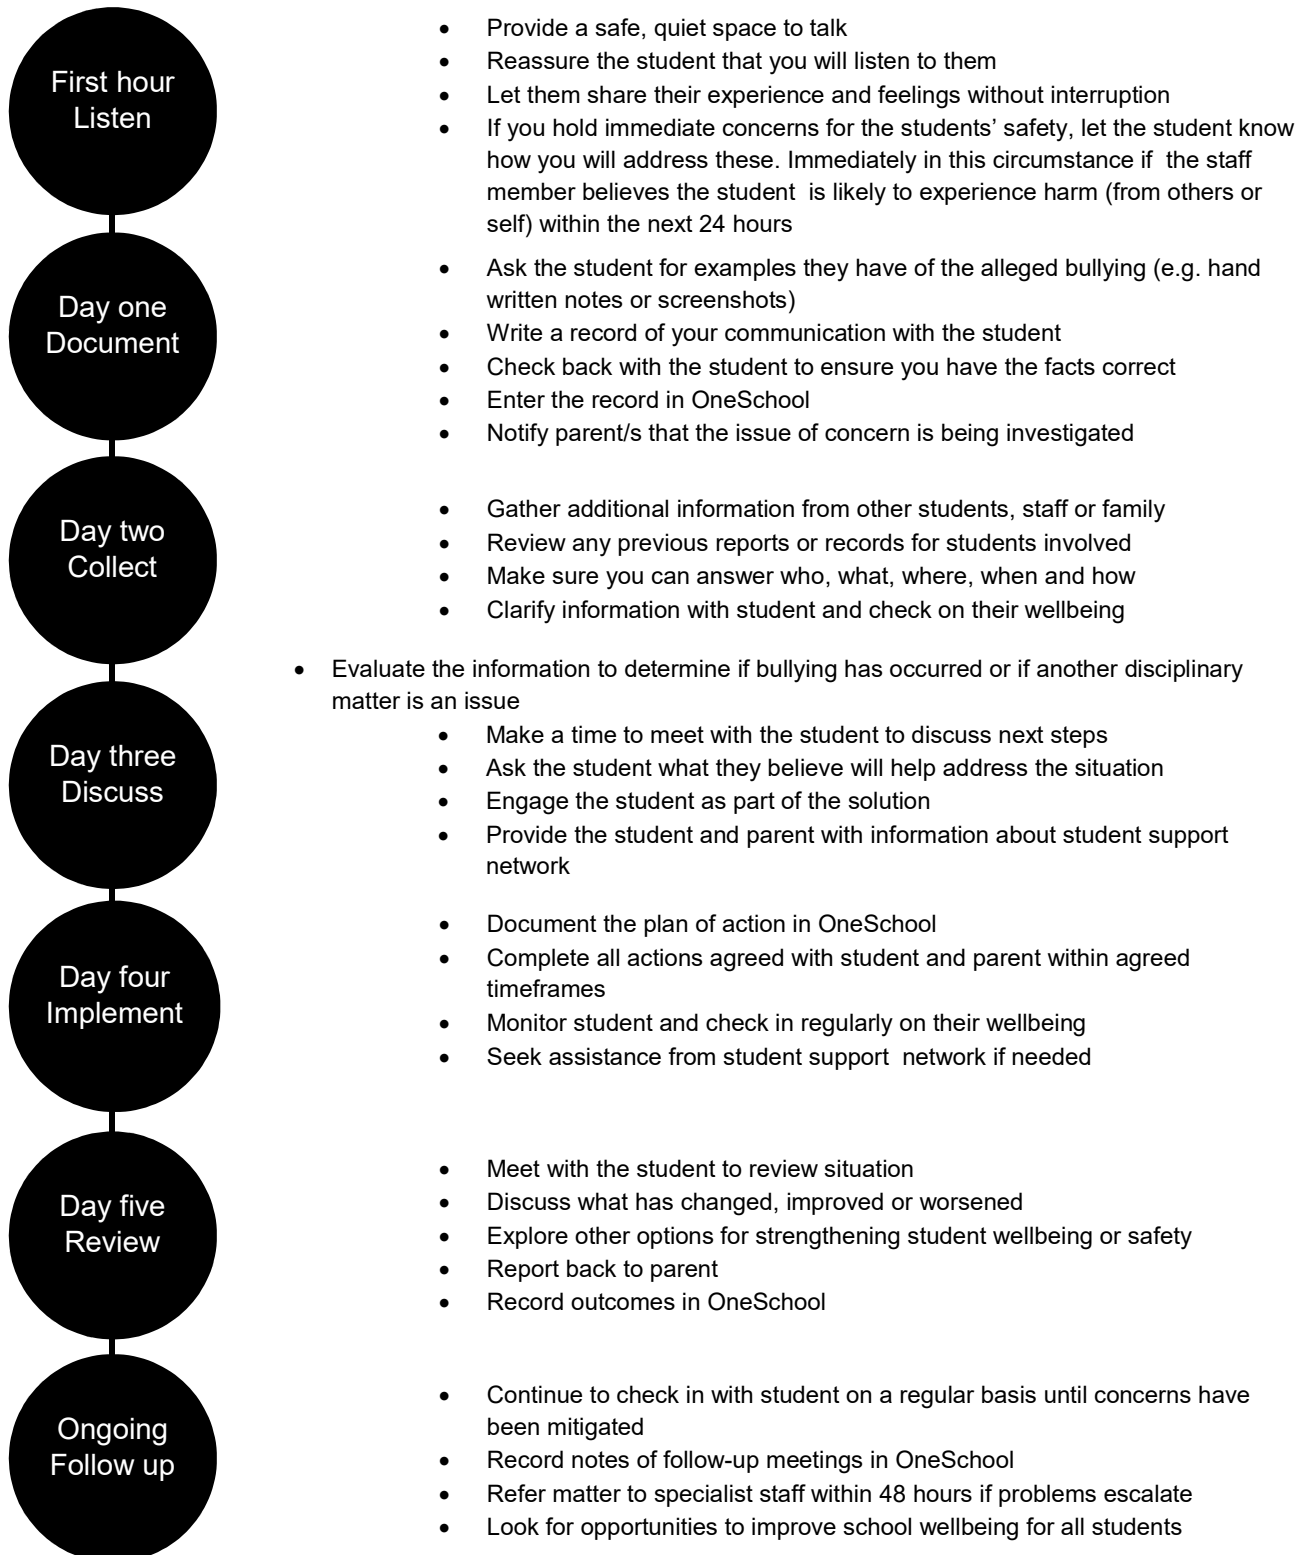 First hour
Listen
• Provide a safe, quiet space to talk
• Reassure the student that you will listen to them
• Let them share their experience and feelings without interruption
• If you hold immediate concerns for the students’ safety, let the student know
how you will address these. Immediately in this circumstance if  the staff
member believes the student  is likely to experience harm (from others or
self) within the next 24 hours
Day one
Document
• Ask the student for examples they have of the alleged bullying (e.g. hand
written notes or screenshots)
• Write a record of your communication with the student
• Check back with the student to ensure you have the facts correct
• Enter the record in OneSchool
• Notify parent/s that the issue of concern is being investigated
Day two
Collect
• Gather additional information from other students, staff or family
• Review any previous reports or records for students involved
• Make sure you can answer who, what, where, when and how
• Clarify information with student and check on their wellbeing
Day three
Discuss
• Evaluate the information to determine if bullying has occurred or if another disciplinary
matter is an issue
• Make a time to meet with the student to discuss next steps
• Ask the student what they believe will help address the situation
• Engage the student as part of the solution
• Provide the student and parent with information about student support
network
Day four
Implement
• Document the plan of action in OneSchool
• Complete all actions agreed with student and parent within agreed
timeframes
• Monitor student and check in regularly on their wellbeing
• Seek assistance from student support  network if needed
Day five
Review
• Meet with the student to review situation
• Discuss what has changed, improved or worsened
• Explore other options for strengthening student wellbeing or safety
• Report back to parent
• Record outcomes in OneSchool
Ongoing
Follow up
• Continue to check in with student on a regular basis until concerns have
been mitigated
• Record notes of follow-up meetings in OneSchool
• Refer matter to specialist staff within 48 hours if problems escalate
• Look for opportunities to improve school wellbeing for all students